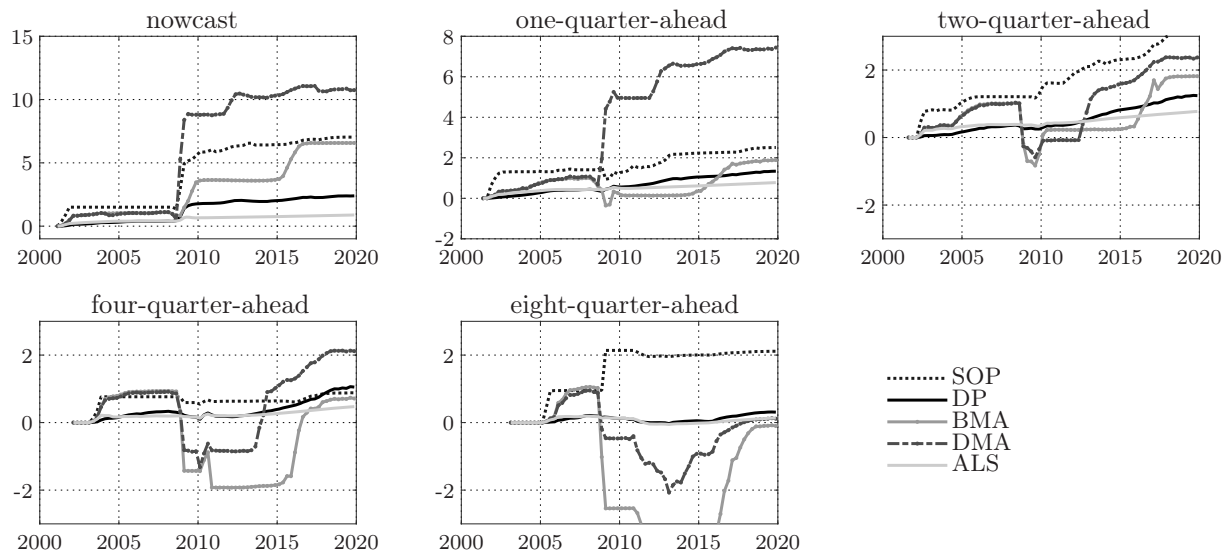 nowcast
15
10
5
0
2000 2005 2010 2015 2020
one-quarter-ahead
8
6
4
2
0
-2
2000 2005 2010 2015 2020
two-quarter-ahead
2
0
-2
2000 2005 2010 2015 2020
four-quarter-ahead
2
0
-2
2000 2005 2010 2015 2020
eight-quarter-ahead
2
0
-2
2000 2005 2010 2015 2020
SOP
DP
BMA
DMA
ALS